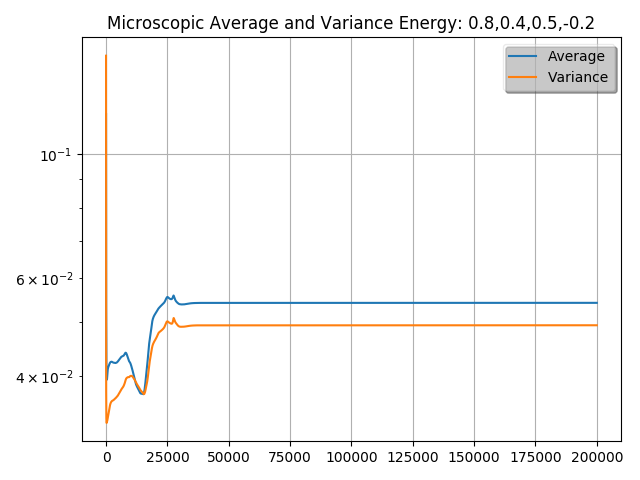 Microscopic Average and Variance Energy: 0.8,0.4,0.5,-0.2
Average
Variance
10⁻¹
6 × 10⁻²
4 × 10⁻²
0 25000 50000 75000 100000 125000 150000 175000 200000